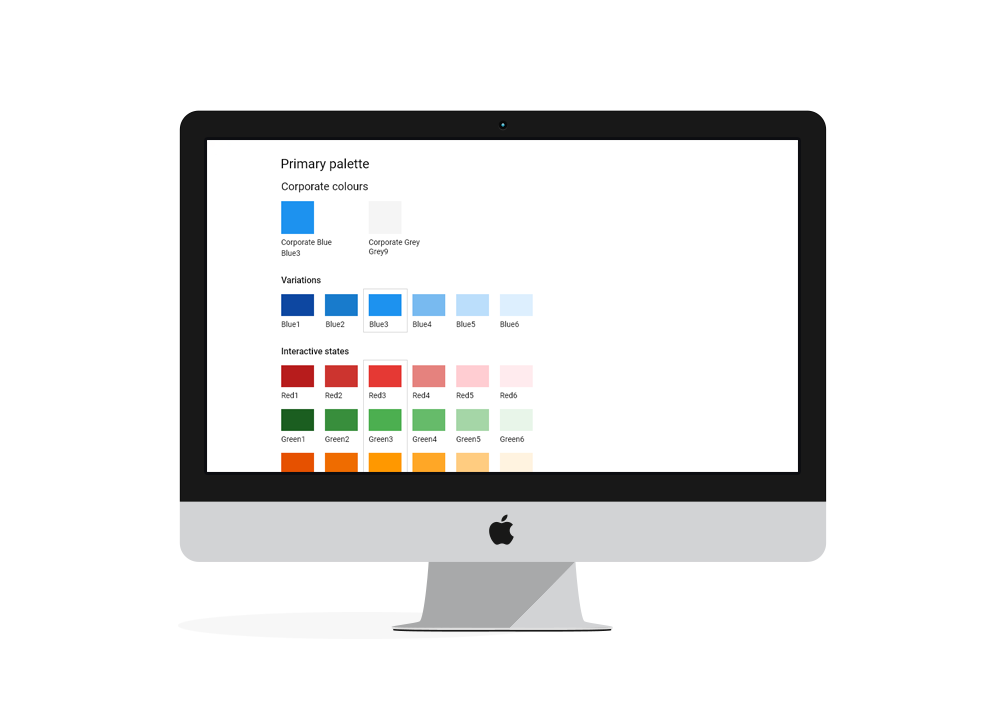 Primary palette
Corporate colours
Corporate Blue
Blue3
Corporate Grey
Grey9
Variations
Blue1 Blue2 Blue3 Blue4 Blue5 Blue6
Interactive states
Red1 Red2 Red3 Red4 Red5 Red6
Green1 Green2 Green3 Green4 Green5 Green6